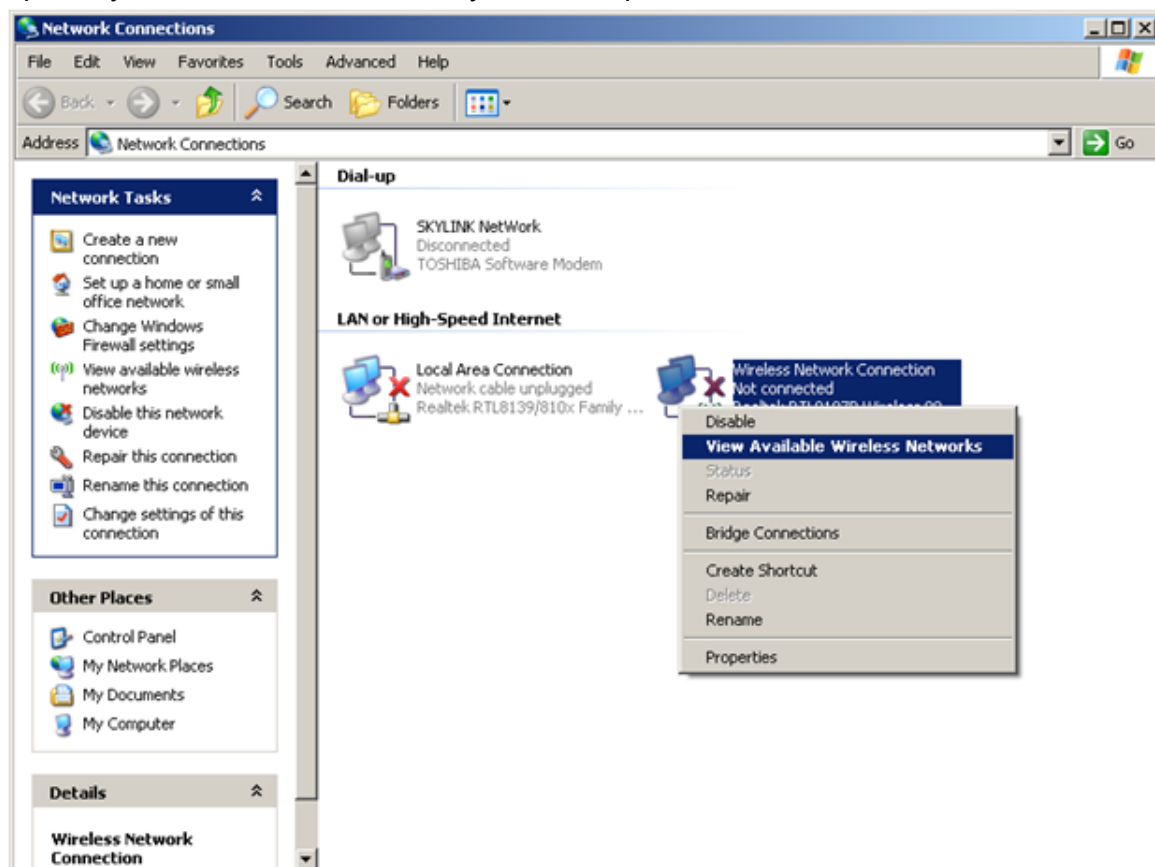 Network Connections
File Edit View Favorites Tools Advanced Help
Back Search Folders
Address Network Connections Go
Network Tasks
Create a new
connection
Set up a home or small
office network
Change Windows
Firewall settings
View available wireless
networks
Disable this network
device
Repair this connection
Rename this connection
Change settings of this
connection
Other Places
Control Panel
My Network Places
My Documents
My Computer
Details
Wireless Network
Connection
Dial-up
SKYLINK NetWork
Disconnected
TOSHIBA Software Modem
LAN or High-Speed Internet
Local Area Connection
Network cable unplugged
Realtek RTL8139/810x Family ...
Wireless Network Connection
Not connected
Disable
View Available Wireless Networks
Status
Repair
Bridge Connections
Create Shortcut
Delete
Rename
Properties